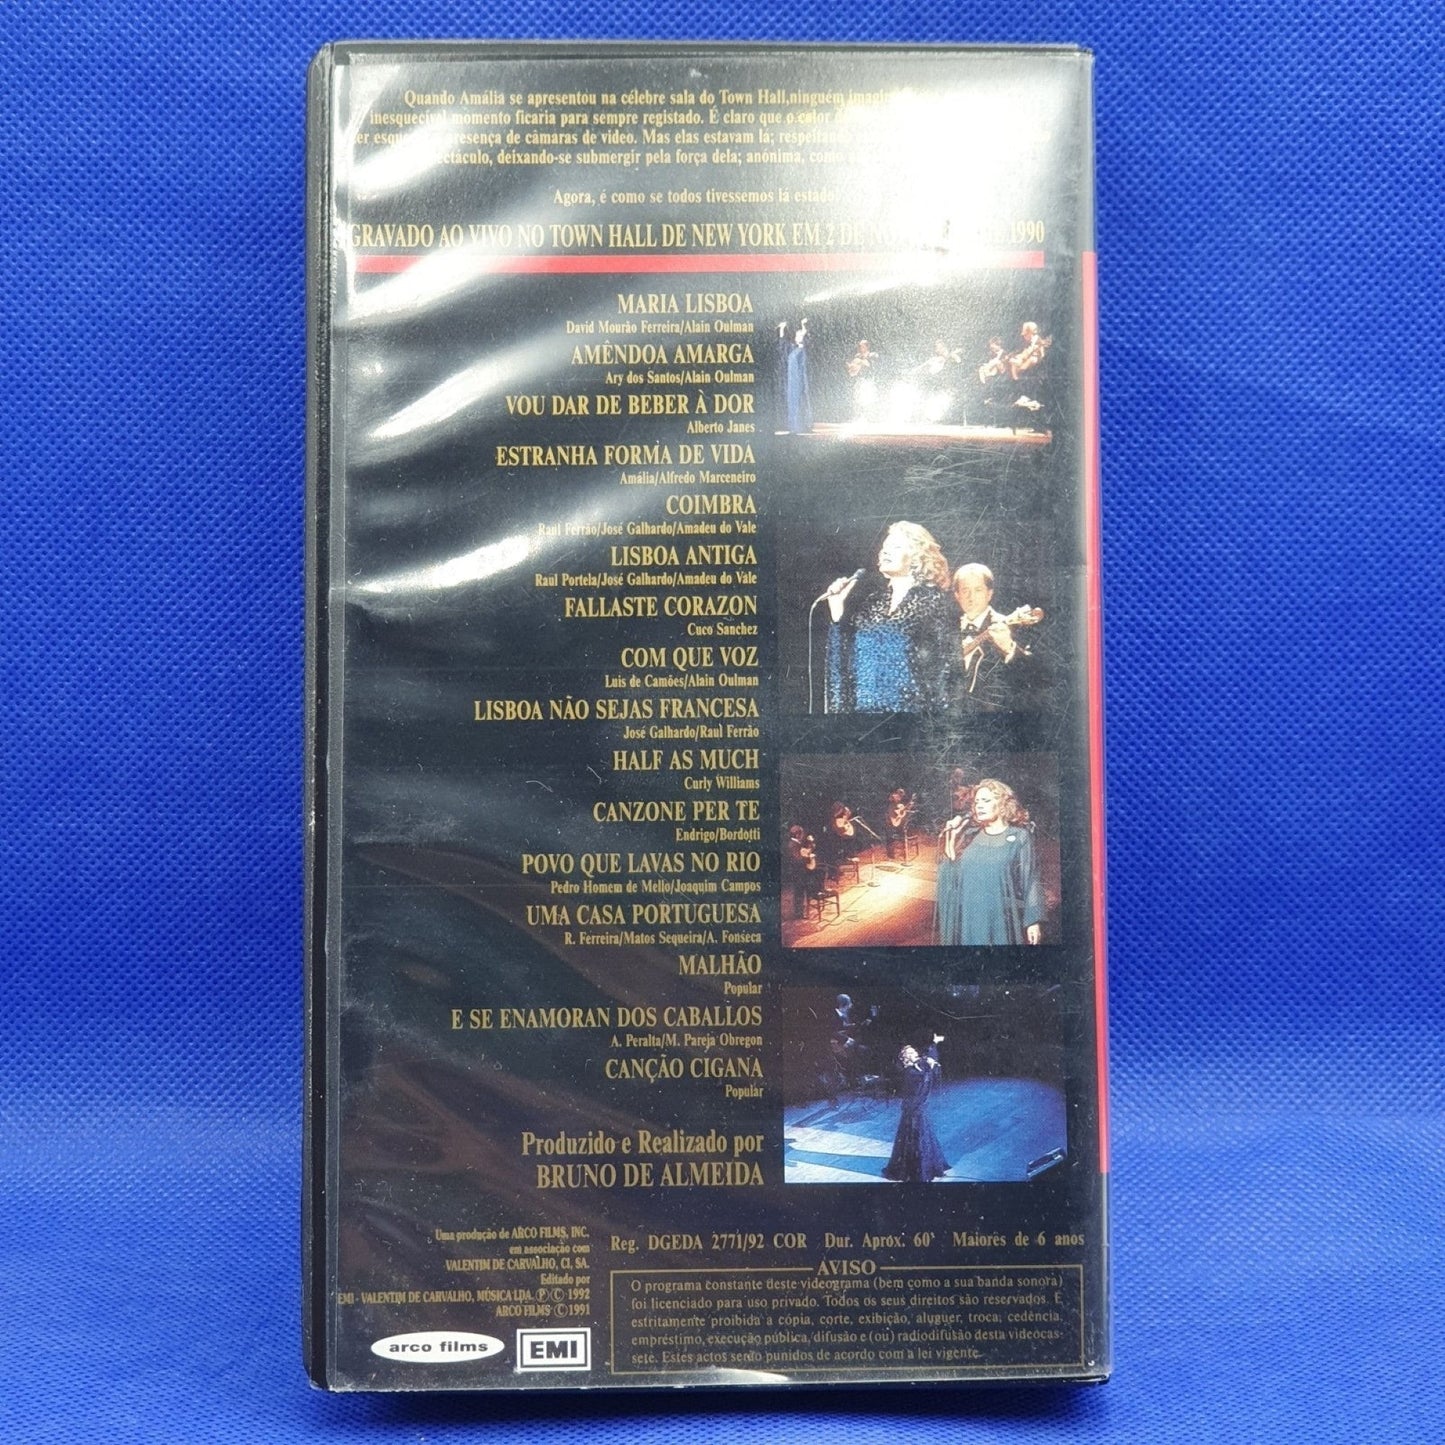 Quando Amália se apresentou na célebre sala do Town Hall, ninguém
inesquecível momento ficaria para sempre registado. É claro que o calor
presença de câmaras de video. Mas elas estavam lá; respeitando
deixando-se submergir pela força dela; anónima, como
Agora, é como se todos tivessemos lá
GRAVADO AO VIVO NO TOWN HALL DE NEW YORK EM 2 DE 1990
MARIA LISBOA
David Mourão Ferreira/Alain Oulman
AMÊNDOA AMARGA
Ary dos Santos/Alain Oulman
VOU DAR DE BEBER À DOR
Alberto Janes
ESTRANHA FORMA DE VIDA
Amália/Alfredo Marceneiro
COIMBRA
Raul Ferrão/José Galhardo/Amadeu do Vale
LISBOA ANTIGA
Raul Portela/José Galhardo/Amadeu do Vale
FALLASTE CORAZON
Cuco Sanchez
COM QUE VOZ
Luis de Camões/Alain Oulman
LISBOA NÃO SEJAS FRANCESA
José Galhardo/Raul Ferrão
HALF AS MUCH
Curly Williams
CANZONE PER TE
Endrigo/Bordotti
POVO QUE LAVAS NO RIO
Pedro Homem de Mello/Joaquim Campos
UMA CASA PORTUGUESA
R. Ferreira/Matos Sequeira/A. Fonseca
MALHÃO
Popular
E SE ENAMORAN DOS CABALLOS
A. Peralta/M. Pareja Obregon
CANÇÃO CIGANA
Popular
Produzido e Realizado por
BRUNO DE ALMEIDA
Uma produção de ARCO FILMS, INC.
em associação com
VALENTIM DE CARVALHO, CI, SA.
Editado por
EMI - VALENTIM DE CARVALHO, MÚSICA LDA. Ⓟ Ⓒ 1992
ARCO FILMS Ⓒ 1991
arco films
EMI
Reg. DGEDA 2771/92 COR Dur. Aprox. 60' Maiores de 6 anos
AVISO
O programa constante deste videograma (bem como a sua banda sonora)
foi licenciado para uso privado. Todos os seus direitos são reservados. É
estritamente proibida a cópia, corte, exibição, aluguer, troca, cedência,
empréstimo, execução pública, difusão e (ou) radiodifusão desta videocas-
sete. Estes actos serão punidos de acordo com a lei vigente.